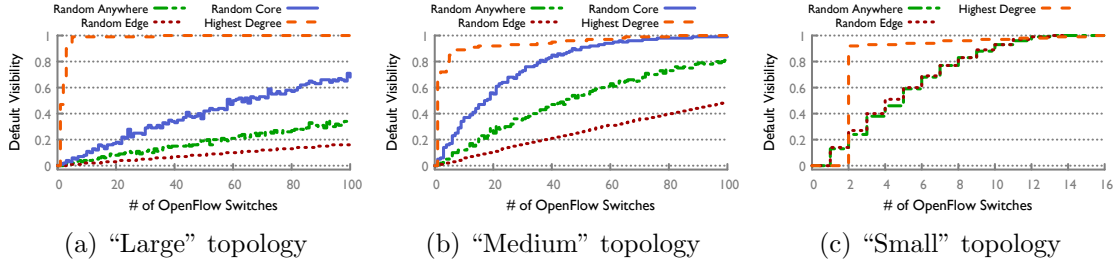 Random Anywhere Random Core
Random Edge Highest Degree
Default Visibility
1
0.8
0.6
0.4
0.2
0
0 20 40 60 80 100
# of OpenFlow Switches
(a) “Large” topology
Random Anywhere Random Core
Random Edge Highest Degree
Default Visibility
1
0.8
0.6
0.4
0.2
0
0 20 40 60 80 100
# of OpenFlow Switches
(b) “Medium” topology
Random Anywhere Highest Degree
Random Edge
Default Visibility
1
0.8
0.6
0.4
0.2
0
0 2 4 6 8 10 12 14 16
# of OpenFlow Switches
(c) “Small” topology